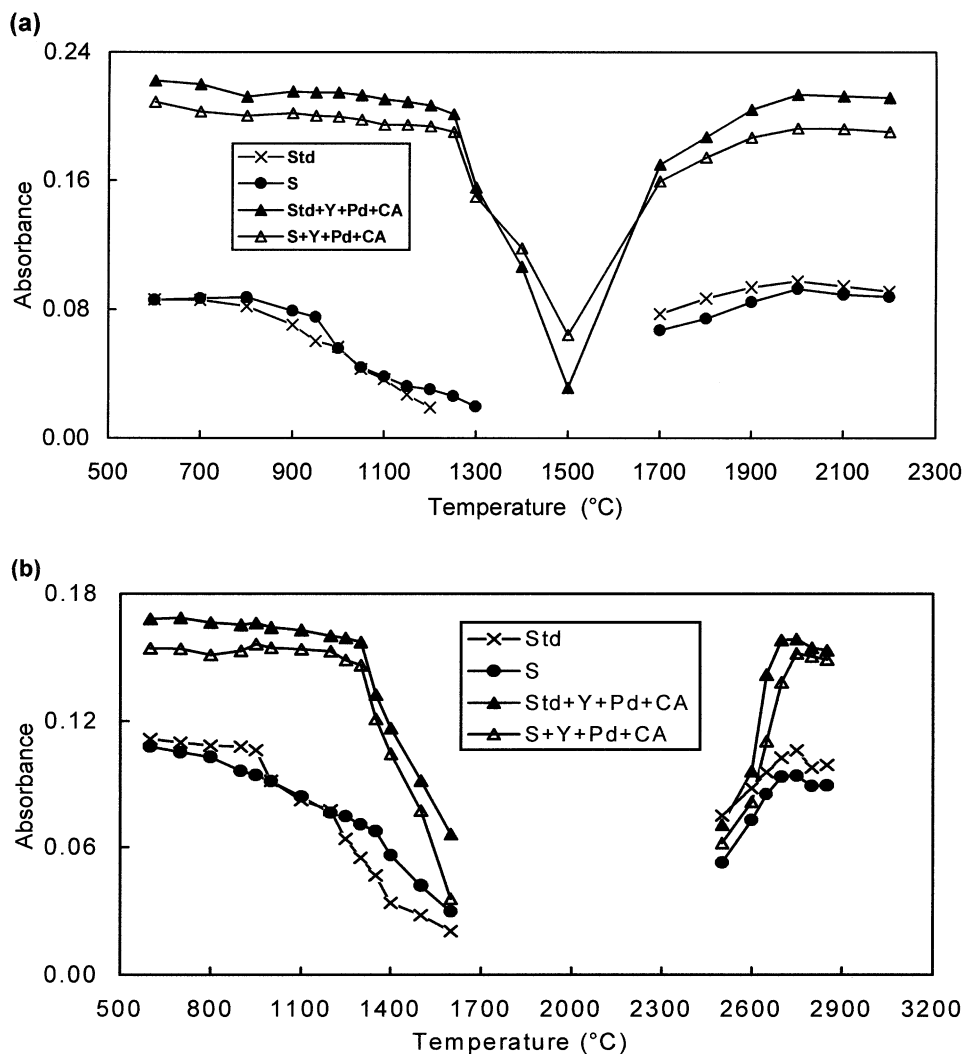 (a)
0.24
0.16
0.08
0.00
Absorbance
Std
S
Std+Y+Pd+CA
S+Y+Pd+CA
500 700 900 1100 1300 1500 1700 1900 2100 2300
Temperature (°C)
(b)
0.18
0.12
0.06
0.00
Absorbance
Std
S
Std+Y+Pd+CA
S+Y+Pd+CA
500 800 1100 1400 1700 2000 2300 2600 2900 3200
Temperature (°C)